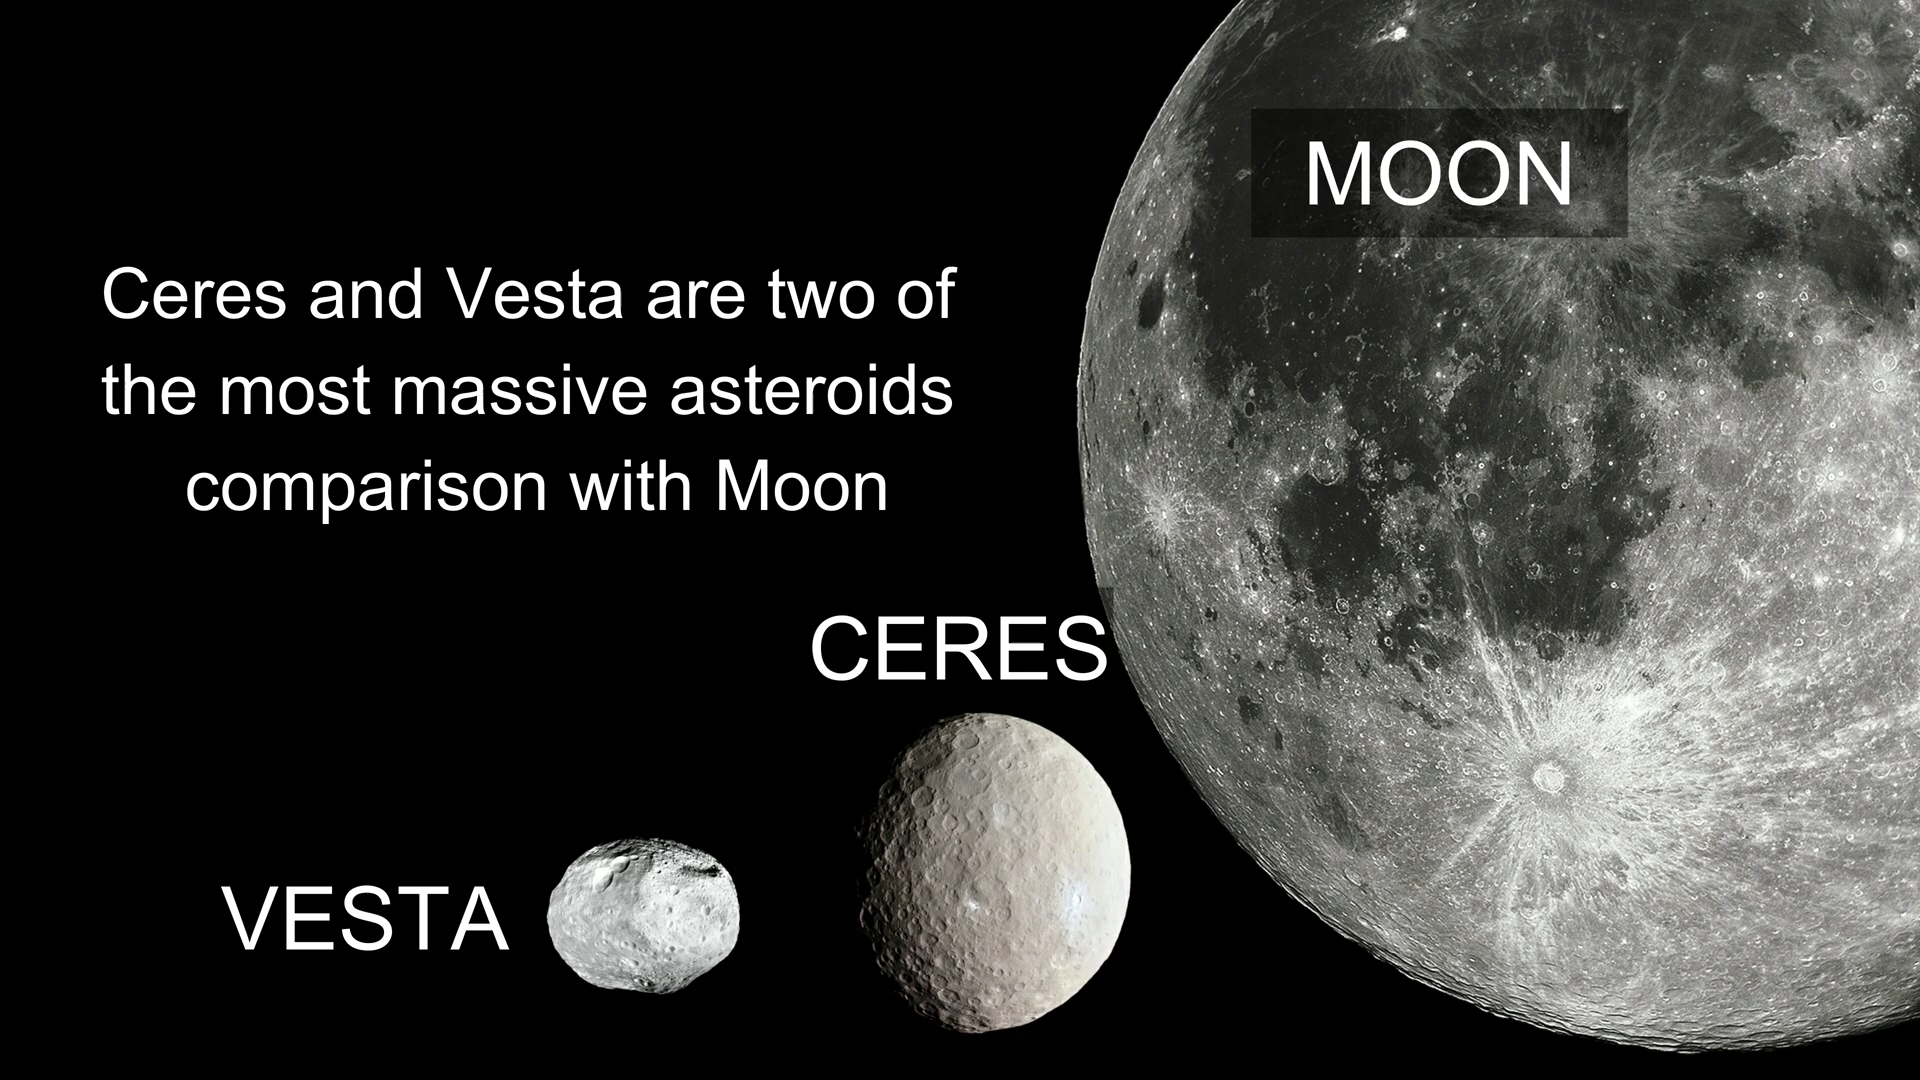 MOON
Ceres and Vesta are two of
the most massive asteroids
comparison with Moon
CERES
VESTA